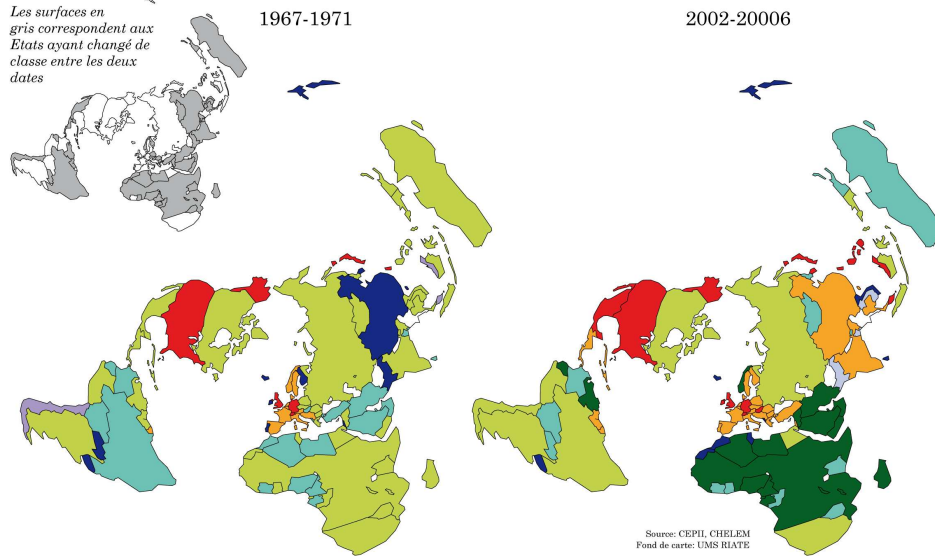 Les surfaces en
gris correspondent aux
Etats ayant changé de
classe entre les deux
dates
1967-1971
2002-20006
Source: CEPII, CHELEM
Fond de carte: UMS RIATE